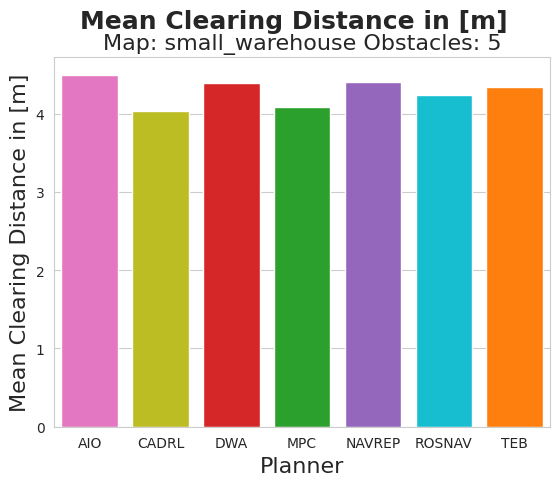 Mean Clearing Distance in [m]
Map: small_warehouse Obstacles: 5
Mean Clearing Distance in [m]
4
3
2
1
0
AIO CADRL DWA MPC NAVREP ROSNAV TEB
Planner